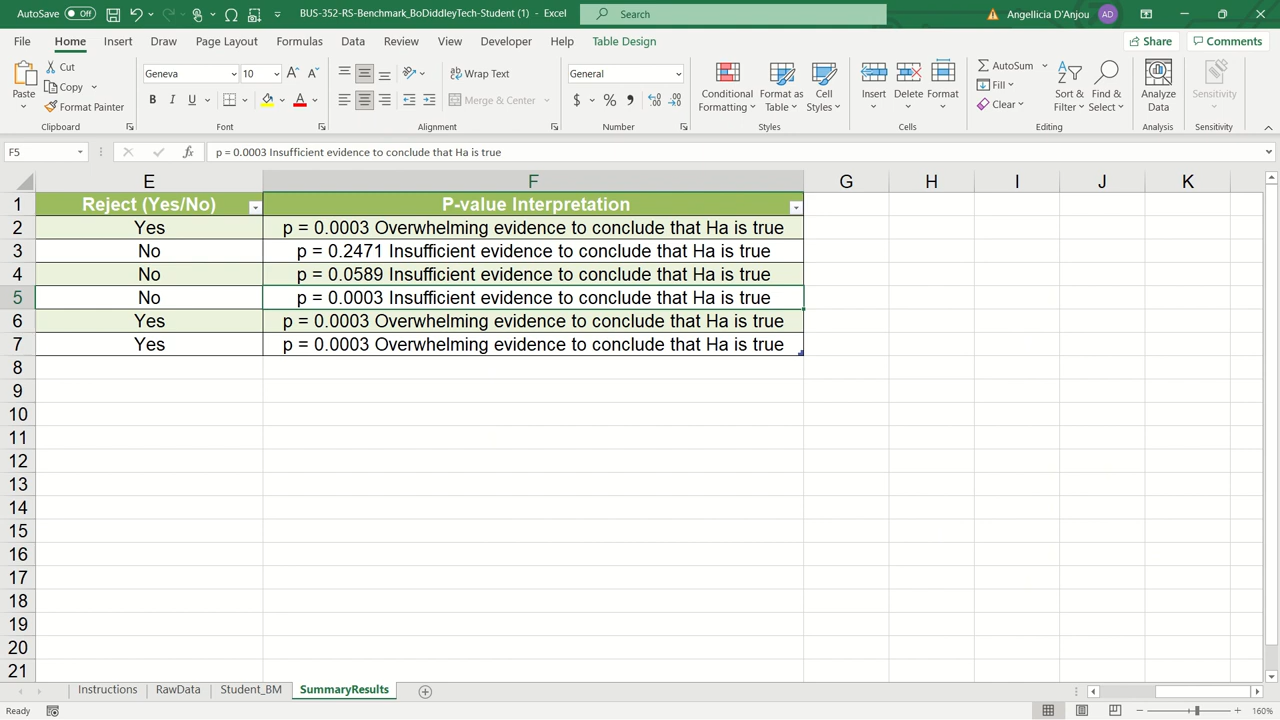 AutoSave Off BUS-352-RS-Benchmark_BoDiddleyTech-Student (1) - Excel Search Angellicia D'Anjou AD
File Home Insert Draw Page Layout Formulas Data Review View Developer Help Table Design Share Comments
Paste Cut Copy Format Painter Clipboard
Geneva 10 A A B I U A Font
Wrap Text Merge & Center Alignment
General $ % , Number
Conditional Formatting Format as Table Cell Styles Styles
Insert Delete Format Cells
AutoSum Fill Clear Sort & Filter Find & Select Editing
Analyze Data Analysis
Sensitivity Sensitivity
F5 fx p = 0.0003 Insufficient evidence to conclude that Ha is true
E F G H I J K
1 Reject (Yes/No) P-value Interpretation
2 Yes p = 0.0003 Overwhelming evidence to conclude that Ha is true
3 No p = 0.2471 Insufficient evidence to conclude that Ha is true
4 No p = 0.0589 Insufficient evidence to conclude that Ha is true
5 No p = 0.0003 Insufficient evidence to conclude that Ha is true
6 Yes p = 0.0003 Overwhelming evidence to conclude that Ha is true
7 Yes p = 0.0003 Overwhelming evidence to conclude that Ha is true
8
9
10
11
12
13
14
15
16
17
18
19
20
21
Instructions RawData Student_BM SummaryResults
Ready 160%